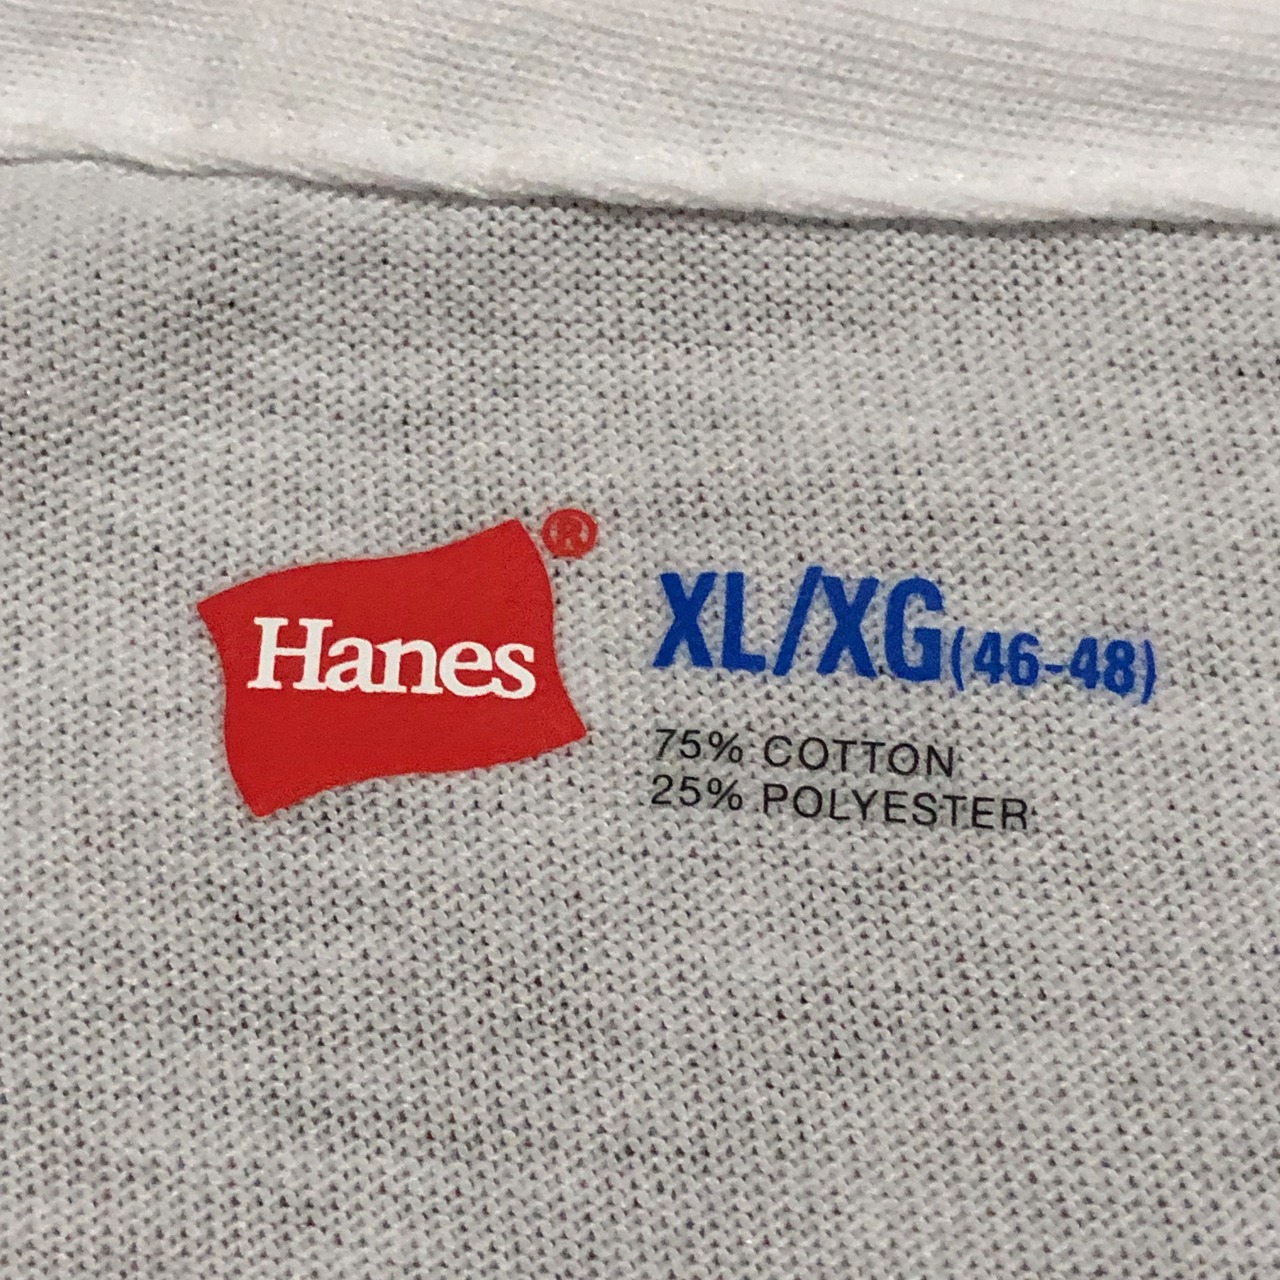 Hanes®
XL/XG(46-48)
75% COTTON
25% POLYESTER